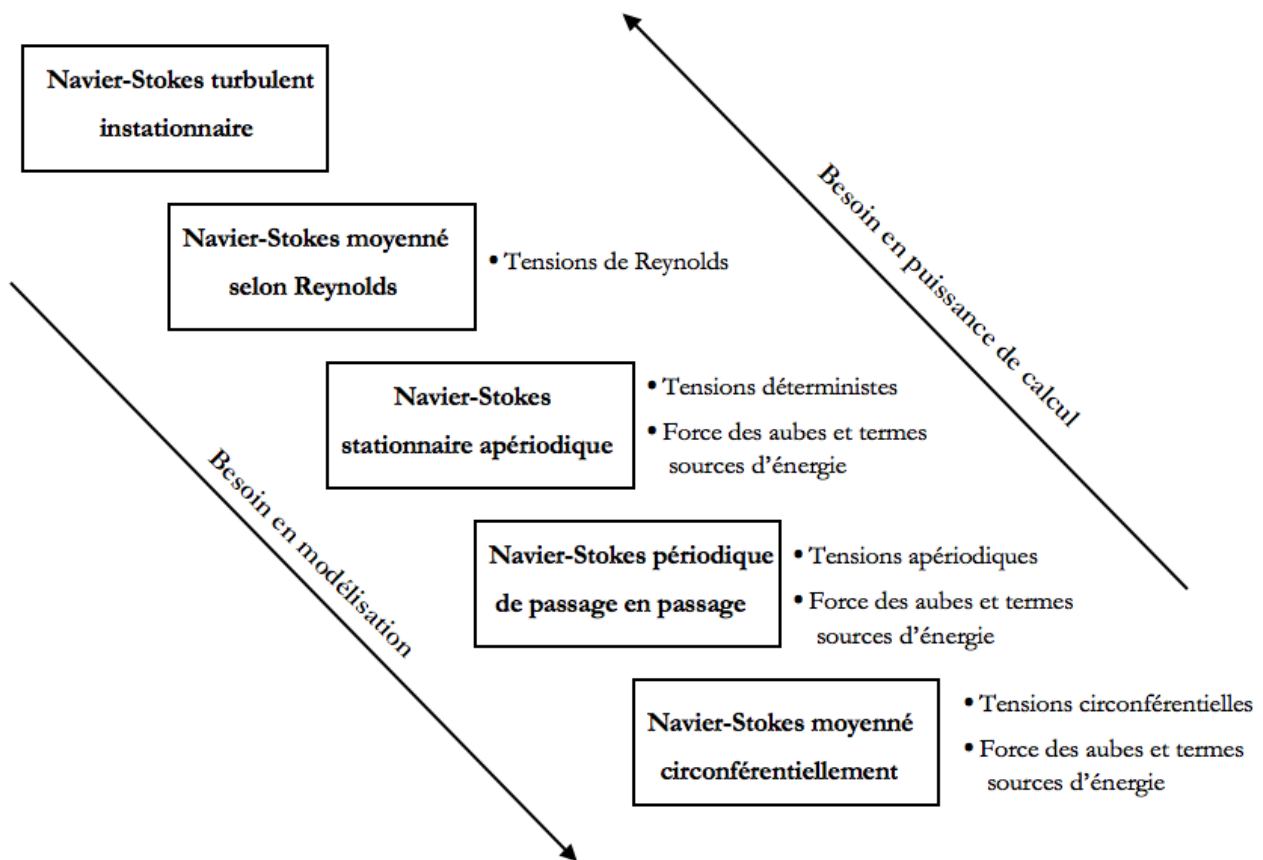 Navier-Stokes turbulent
instationnaire
Besoin en puissance de calcul
Navier-Stokes moyenné
selon Reynolds
• Tensions de Reynolds
Navier-Stokes
stationnaire apériodique
• Tensions déterministes
• Force des aubes et termes
sources d’énergie
Besoin en modélisation
Navier-Stokes périodique
de passage en passage
• Tensions apériodiques
• Force des aubes et termes
sources d’énergie
Navier-Stokes moyenné
circonférentiellement
• Tensions circonférentielles
• Force des aubes et termes
sources d’énergie